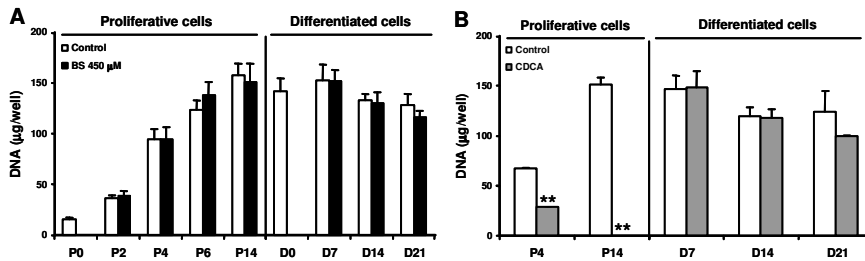 A
Proliferative cells
Differentiated cells
200
150
100
50
0
DNA (µg/well)
Control
BS 450 µM
P0 P2 P4 P6 P14 D0 D7 D14 D21
B
Proliferative cells
Differentiated cells
200
150
100
50
0
DNA (µg/well)
Control
CDCA
**
**
P4 P14 D7 D14 D21